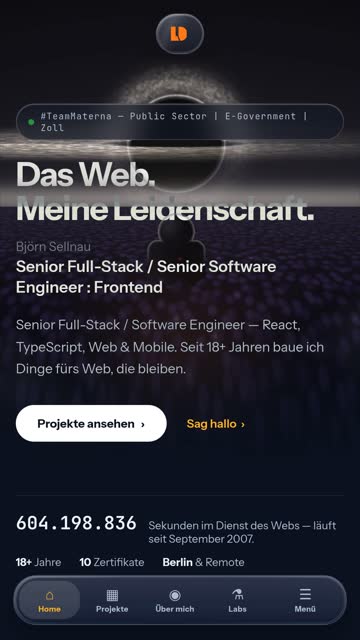 #TeamMaterna — Public Sector | E-Government |
Zoll
Das Web.
Meine Leidenschaft.
Björn Sellnau
Senior Full-Stack / Senior Software
Engineer : Frontend
Senior Full-Stack / Software Engineer — React,
TypeScript, Web & Mobile. Seit 18+ Jahren baue ich
Dinge fürs Web, die bleiben.
Projekte ansehen ›
Sag hallo ›
604.198.836
Sekunden im Dienst des Webs — läuft
seit September 2007.
18+ Jahre
10 Zertifikate
Berlin & Remote
Home
Projekte
Über mich
Labs
Menü